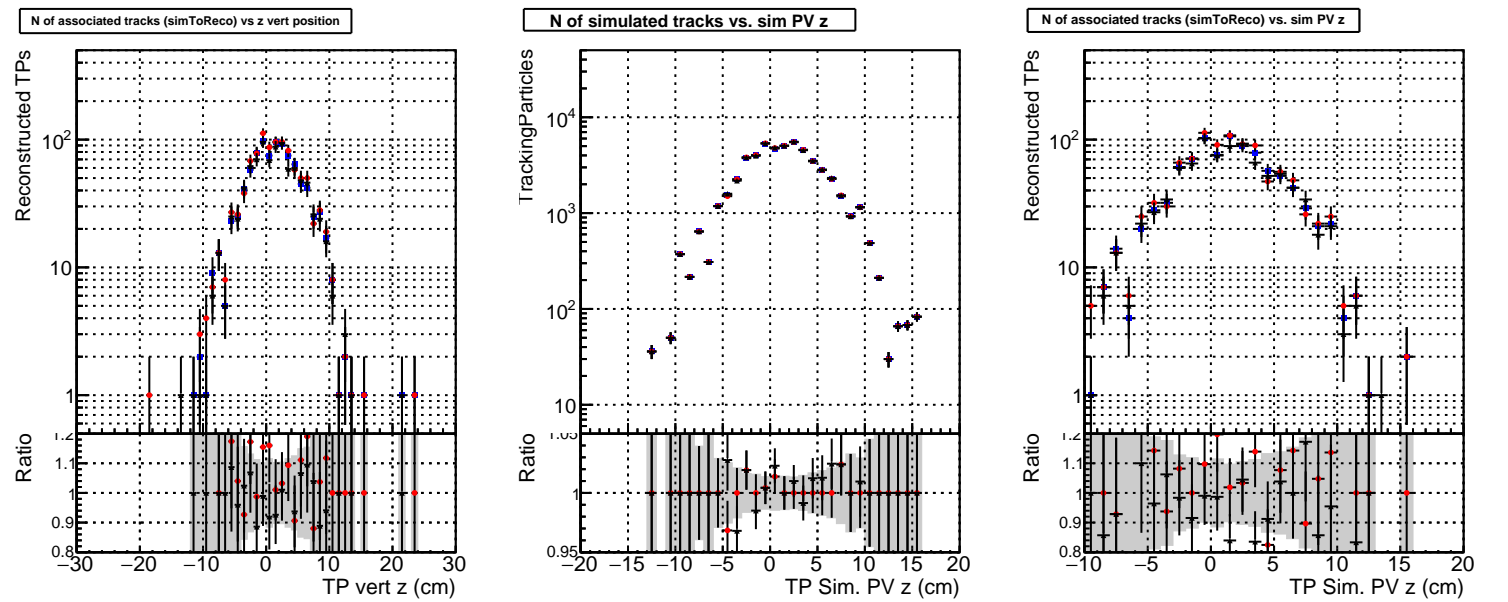 N of associated tracks (simToReco) vs z vert position
Reconstructed TPs
10²
10
1
Ratio
1.2
1.1
1
0.9
0.8
−30 −20 −10 0 10 20 30
TP vert z (cm)
N of simulated tracks vs. sim PV z
TrackingParticles
10⁴
10³
10²
10
Ratio
1.05
1
0.95
−20 −15 −10 −5 0 5 10 15 20
TP Sim. PV z (cm)
N of associated tracks (simToReco) vs. sim PV z
Reconstructed TPs
10²
10
1
Ratio
1.2
1.1
1
0.9
0.8
−10 −5 0 5 10 15 20
TP Sim. PV z (cm)